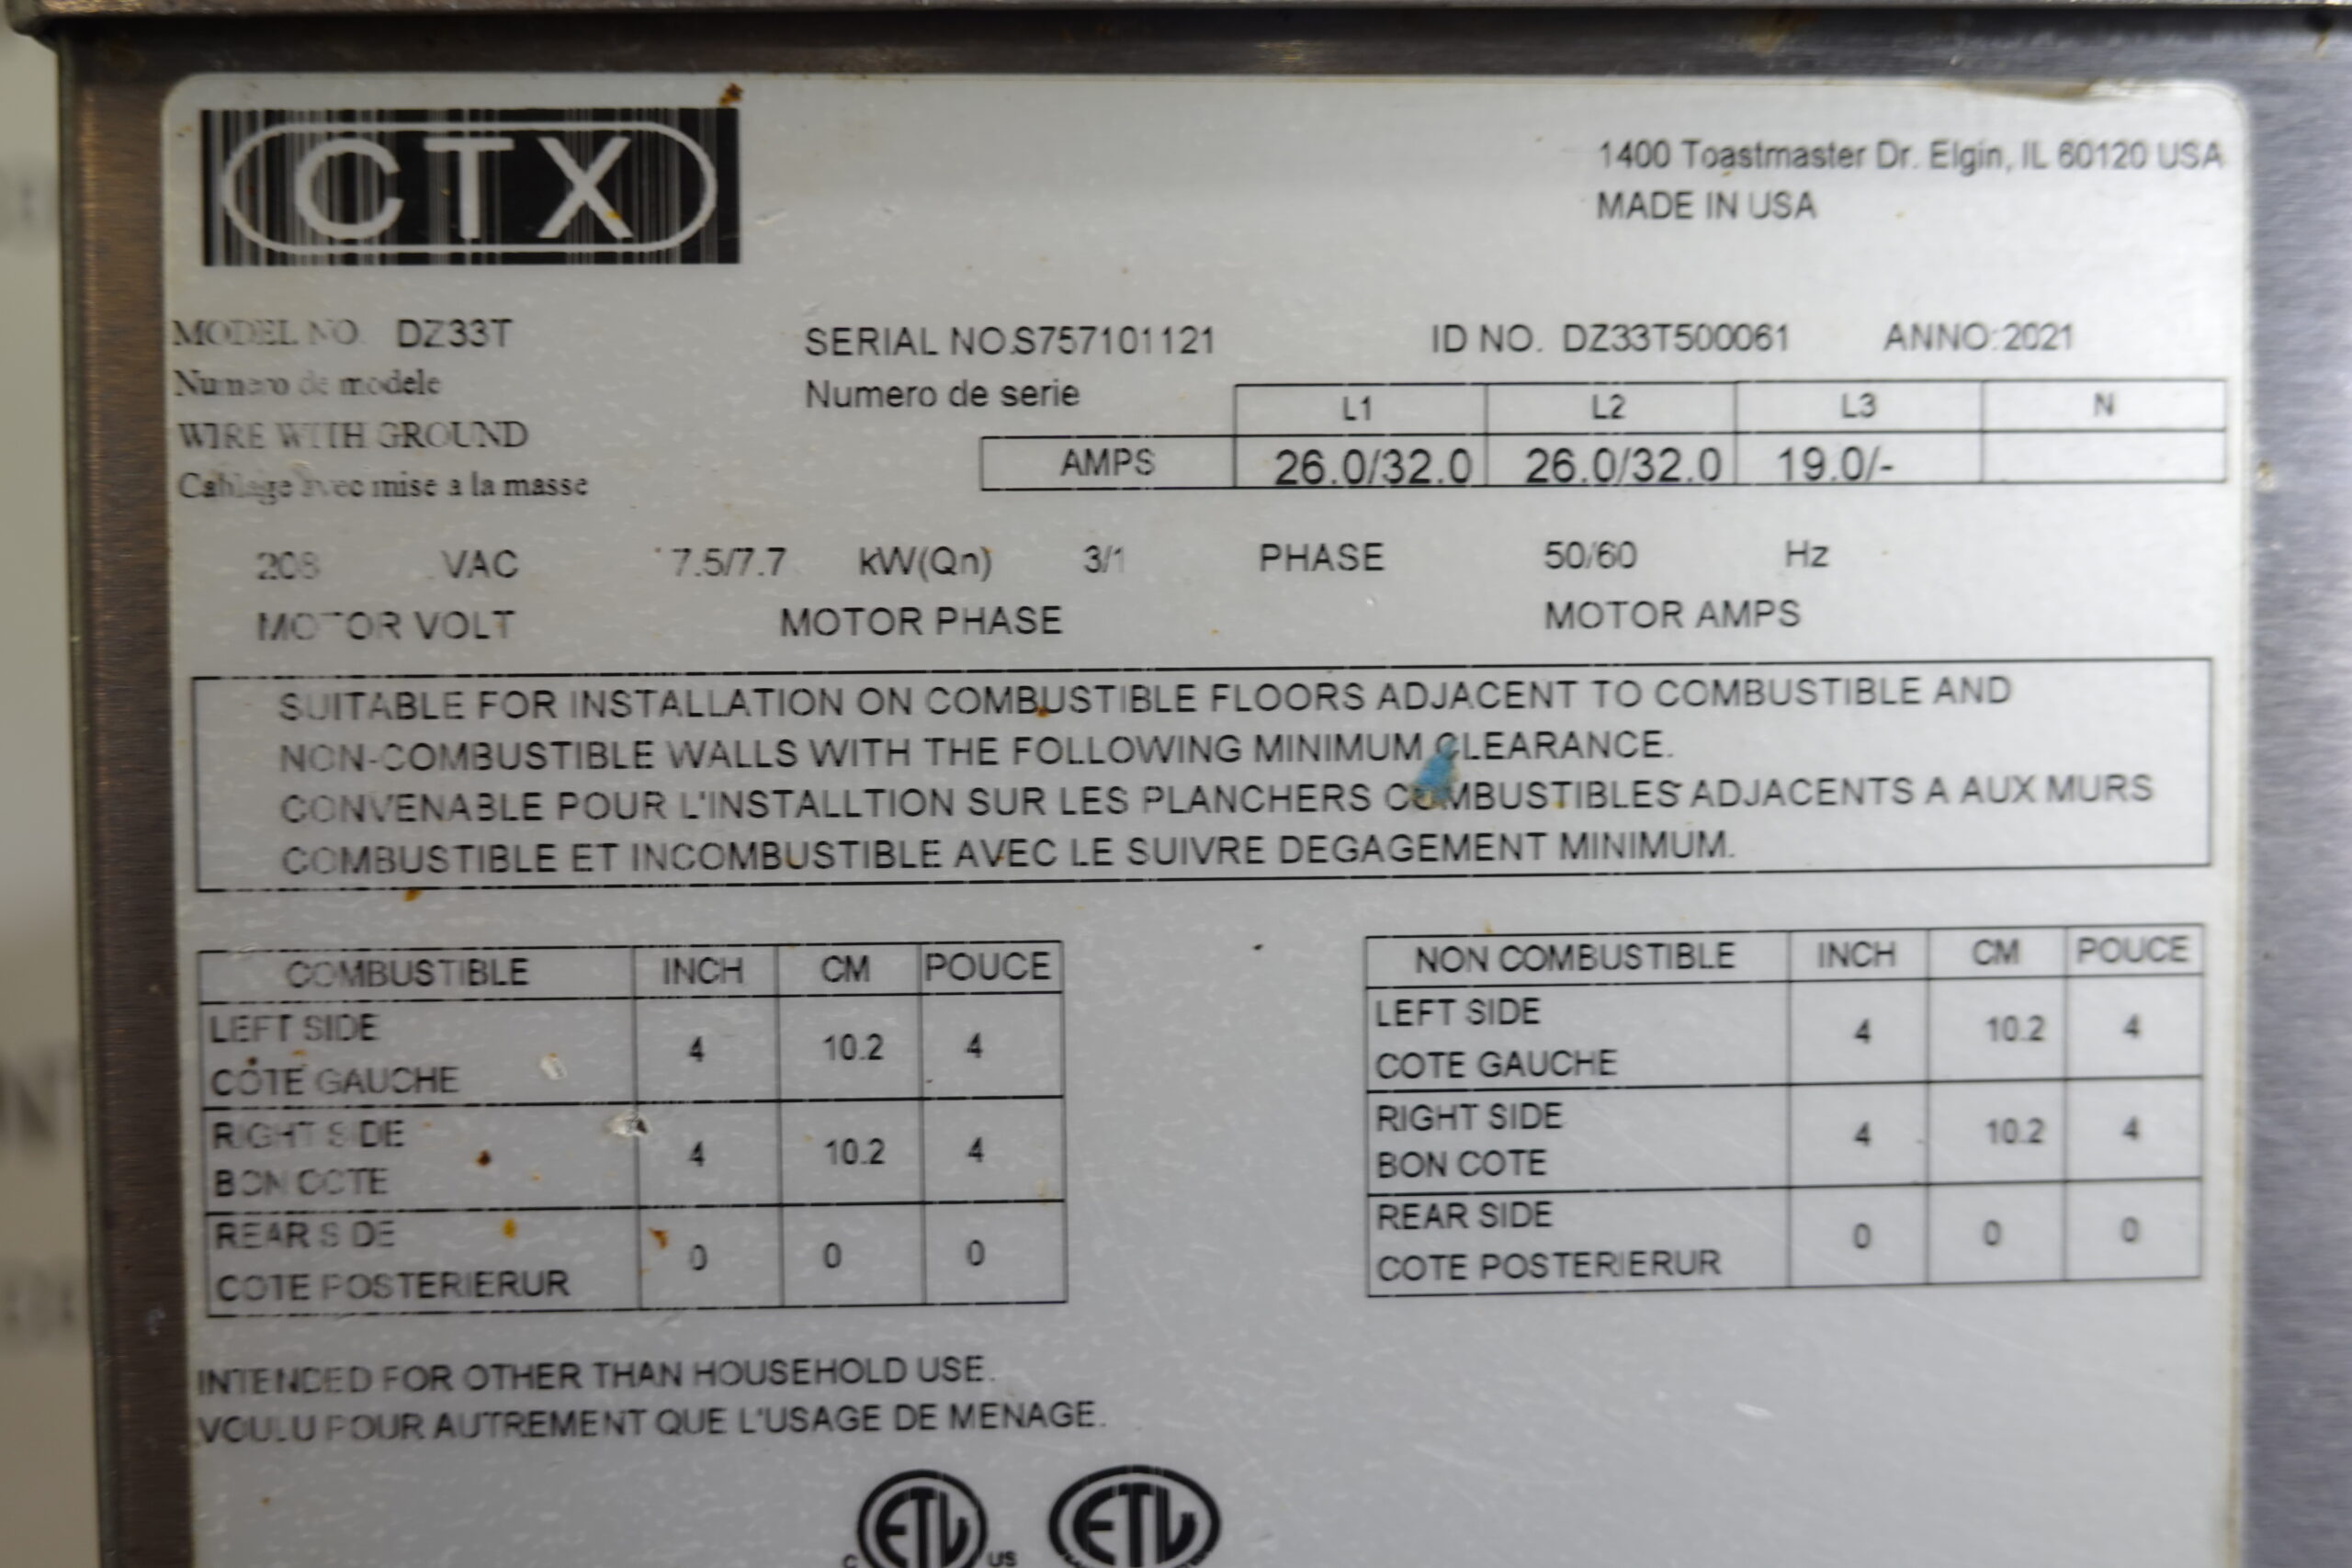 CTX
1400 Toastmaster Dr. Elgin, IL 60120 USA
MADE IN USA
MODEL NO. DZ33T SERIAL NO.S757101121 ID NO. DZ33T500061 ANNO:2021
Numero de modele Numero de serie
L1 L2 L3 N
WIRE WITH GROUND
AMPS 26.0/32.0 26.0/32.0 19.0/-
Cablage avec mise a la masse
208 VAC 7.5/7.7 kW(Qn) 3/1 PHASE 50/60 Hz
MOTOR VOLT MOTOR PHASE MOTOR AMPS
SUITABLE FOR INSTALLATION ON COMBUSTIBLE FLOORS ADJACENT TO COMBUSTIBLE AND
NON-COMBUSTIBLE WALLS WITH THE FOLLOWING MINIMUM CLEARANCE.
CONVENABLE POUR L'INSTALLTION SUR LES PLANCHERS COMBUSTIBLES ADJACENTS A AUX MURS
COMBUSTIBLE ET INCOMBUSTIBLE AVEC LE SUIVRE DEGAGEMENT MINIMUM.
COMBUSTIBLE INCH CM POUCE
LEFT SIDE
COTE GAUCHE 4 10.2 4
RIGHT SIDE
BON COTE 4 10.2 4
REAR SIDE
COTE POSTERIERUR 0 0 0
NON COMBUSTIBLE INCH CM POUCE
LEFT SIDE
COTE GAUCHE 4 10.2 4
RIGHT SIDE
BON COTE 4 10.2 4
REAR SIDE
COTE POSTERIERUR 0 0 0
INTENDED FOR OTHER THAN HOUSEHOLD USE.
VOULU POUR AUTREMENT QUE L'USAGE DE MENAGE.
C ETL US ETL